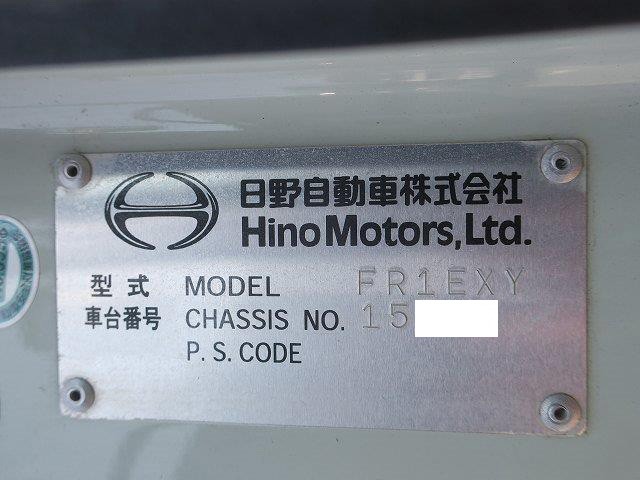 日野自動車株式会社
Hino Motors, Ltd.
型式 MODEL FR1EXY
車台番号 CHASSIS NO. 15
P. S. CODE